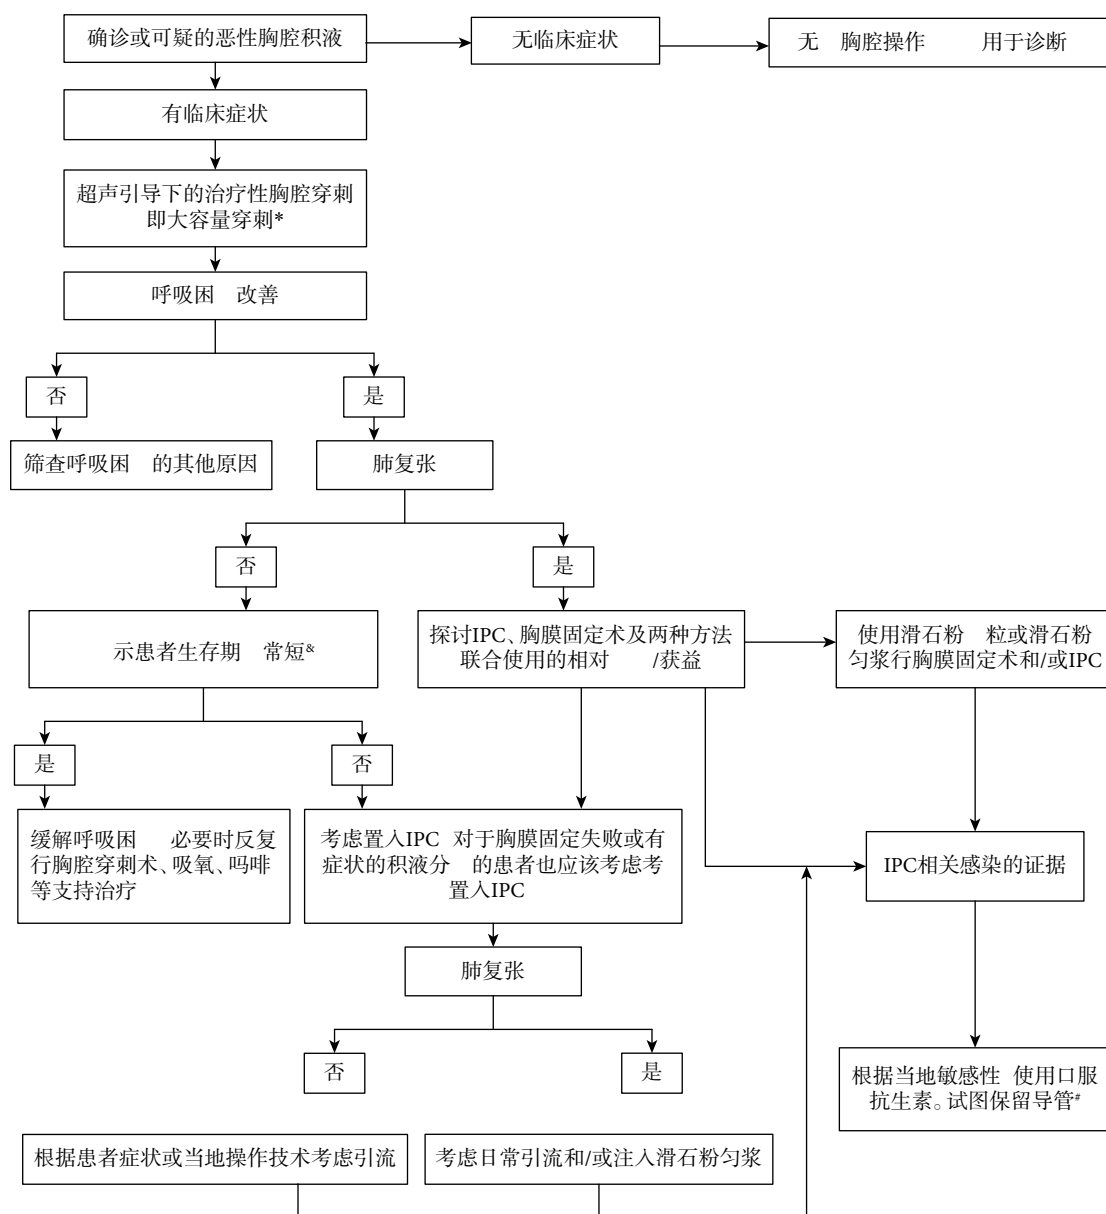 确诊或可疑的恶性胸腔积液
无临床症状
无 胸腔操作 用于诊断
有临床症状
超声引导下的治疗性胸腔穿刺
即大容量穿刺*
呼吸困 改善
否
是
筛查呼吸困 的其他原因
肺复张
否
是
示患者生存期 常短&
探讨IPC、胸膜固定术及两种方法
联合使用的相对 /获益
使用滑石粉 粒或滑石粉
匀浆行胸膜固定术和/或IPC
是
否
缓解呼吸困 必要时反复
行胸腔穿刺术、吸氧、吗啡
等支持治疗
考虑置入IPC 对于胸膜固定失败或有
症状的积液分 的患者也应该考虑考
置入IPC
IPC相关感染的证据
肺复张
否
是
根据当地敏感性 使用口服
抗生素。试图保留导管#
根据患者症状或当地操作技术考虑引流
考虑日常引流和/或注入滑石粉匀浆